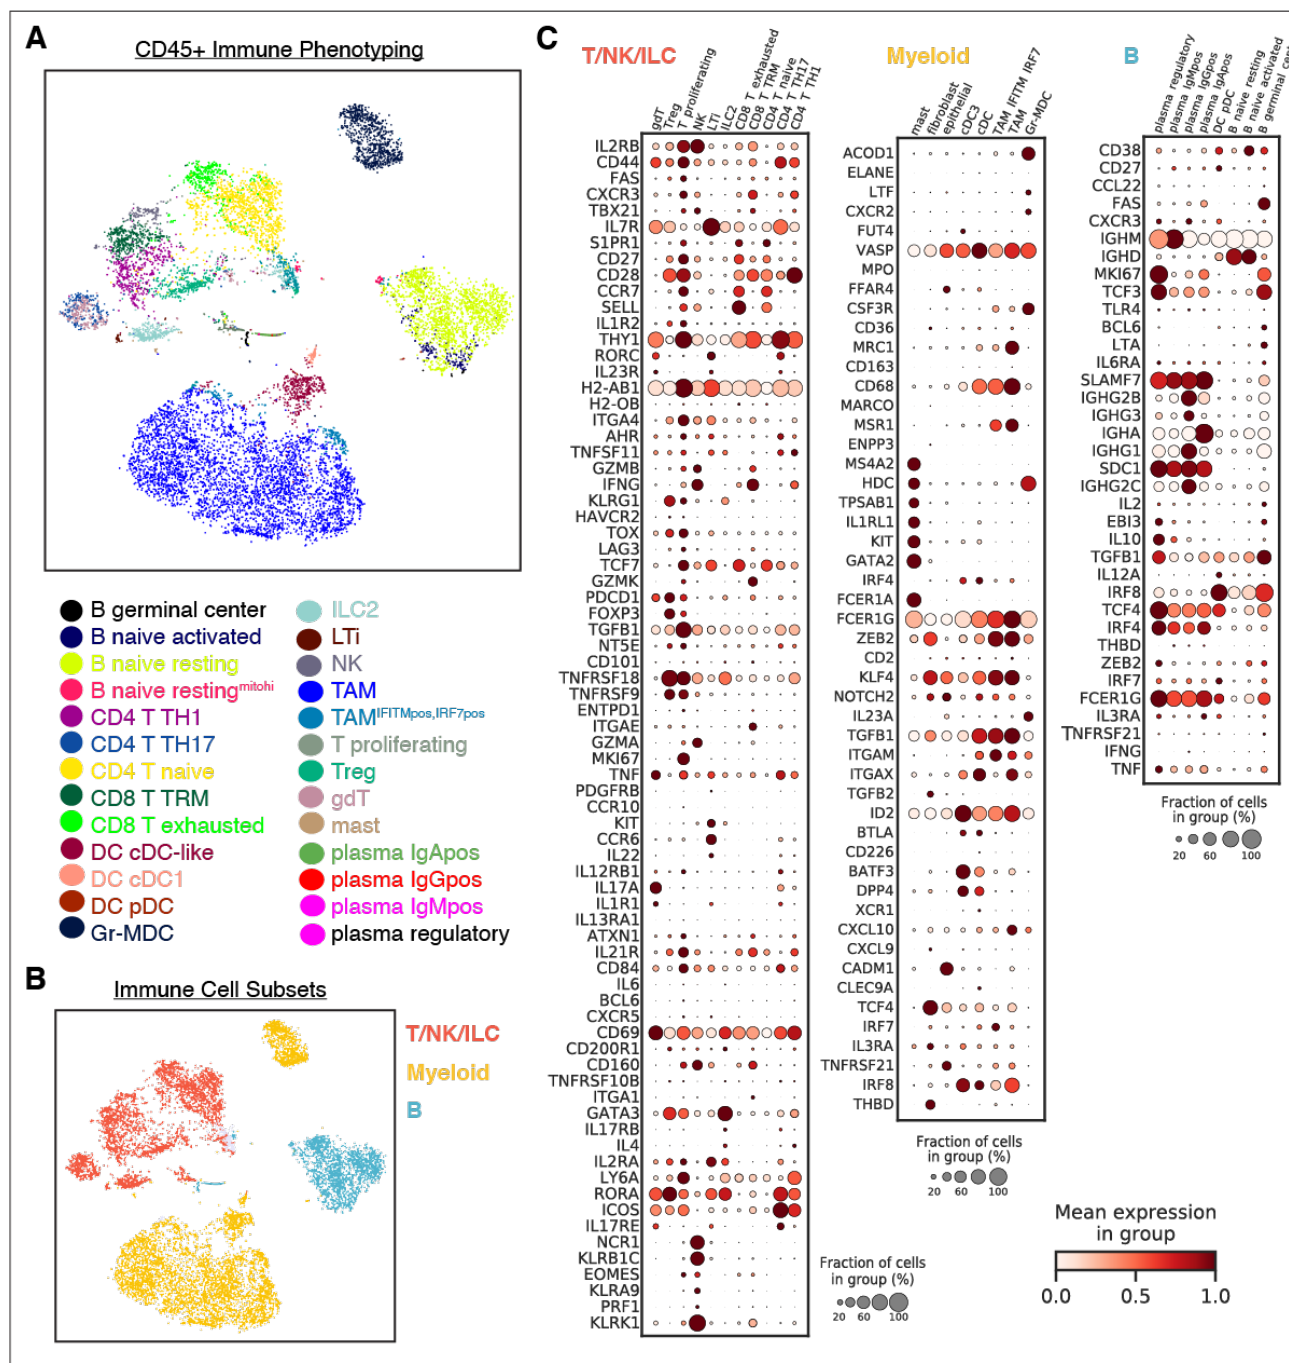 A
CD45+ Immune Phenotyping
B germinal center
B naive activated
B naive resting
B naive restingmitohi
CD4 T TH1
CD4 T TH17
CD4 T naive
CD8 T TRM
CD8 T exhausted
DC cDC-like
DC cDC1
DC pDC
Gr-MDC
ILC2
LTi
NK
TAM
TAMIFITMpos,IRF7pos
T proliferating
Treg
gdT
mast
plasma IgApos
plasma IgGpos
plasma IgMpos
plasma regulatory
B
Immune Cell Subsets
T/NK/ILC
Myeloid
B
C
T/NK/ILC
gdT
Treg
T proliferating
NK
LTi
ILC2
CD8 T exhausted
CD8 T TRM
CD4 T naive
CD4 T TH17
CD4 T TH1
IL2RB
CD44
FAS
CXCR3
TBX21
IL7R
S1PR1
CD27
CD28
CCR7
SELL
IL1R2
THY1
RORC
IL23R
H2-AB1
H2-OB
ITGA4
AHR
TNFSF11
GZMB
IFNG
KLRG1
HAVCR2
TOX
LAG3
TCF7
GZMK
PDCD1
FOXP3
TGFB1
NT5E
CD101
TNFRSF18
TNFRSF9
ENTPD1
ITGAE
GZMA
MKI67
TNF
PDGFRB
CCR10
KIT
CCR6
IL22
IL12RB1
IL17A
IL1R1
IL13RA1
ATXN1
IL21R
CD84
IL6
BCL6
CXCR5
CD69
CD200R1
CD160
TNFRSF10B
ITGA1
GATA3
IL17RB
IL4
IL2RA
LY6A
RORA
ICOS
IL17RE
NCR1
KLRB1C
EOMES
KLRA9
PRF1
KLRK1
Fraction of cells
in group (%)
20 60 100
Myeloid
mast
fibroblast
epithelial
cDC3
cDC
TAM IFITM IRF7
TAM
Gr-MDC
ACOD1
ELANE
LTF
CXCR2
FUT4
VASP
MPO
FFAR4
CSF3R
CD36
MRC1
CD163
CD68
MARCO
MSR1
ENPP3
MS4A2
HDC
TPSAB1
IL1RL1
KIT
GATA2
IRF4
FCER1A
FCER1G
ZEB2
CD2
KLF4
NOTCH2
IL23A
TGFB1
ITGAM
ITGAX
TGFB2
ID2
BTLA
CD226
BATF3
DPP4
XCR1
CXCL10
CXCL9
CADM1
CLEC9A
TCF4
IRF7
IL3RA
TNFRSF21
IRF8
THBD
Fraction of cells
in group (%)
20 60 100
B
plasma regulatory
plasma IgMpos
plasma IgGpos
plasma IgApos
DC pDC
B naive resting
B naive activated
B germinal cent
CD38
CD27
CCL22
FAS
CXCR3
IGHM
IGHD
MKI67
TCF3
TLR4
BCL6
LTA
IL6RA
SLAMF7
IGHG2B
IGHG3
IGHA
IGHG1
SDC1
IGHG2C
IL2
EBI3
IL10
TGFB1
IL12A
IRF8
TCF4
IRF4
THBD
ZEB2
IRF7
FCER1G
IL3RA
TNFRSF21
IFNG
TNF
Fraction of cells
in group (%)
20 60 100
Mean expression
in group
0.0 0.5 1.0